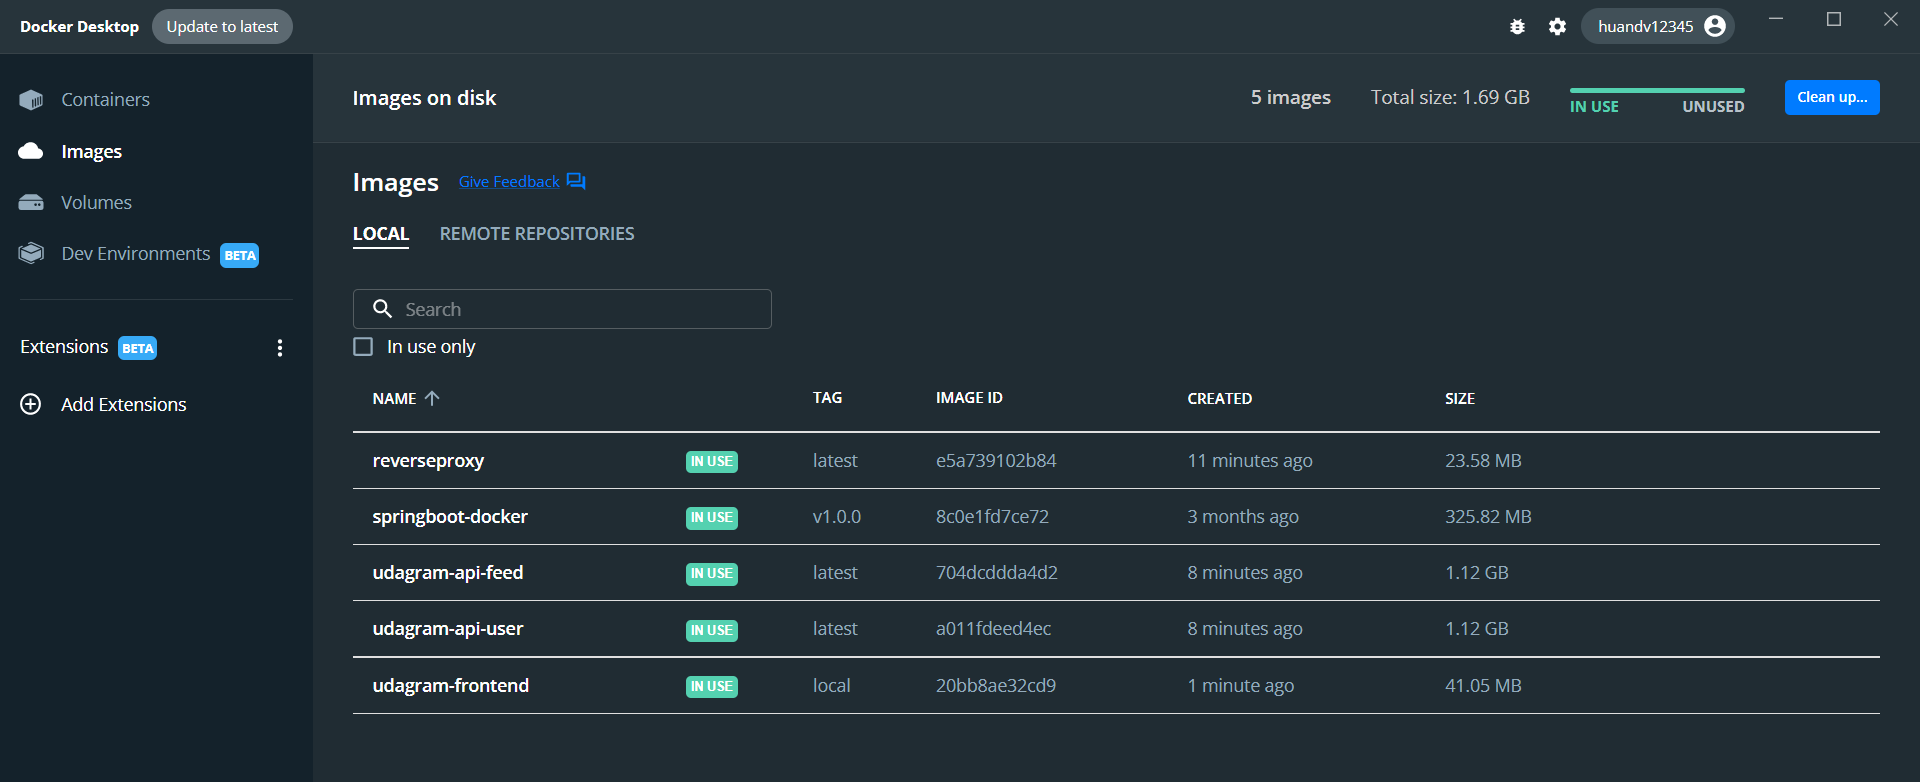 Docker Desktop Update to latest huandv12345
Containers
Images
Volumes
Dev Environments BETA
Extensions BETA
Add Extensions
Images on disk 5 images Total size: 1.69 GB IN USE UNUSED Clean up...
Images Give Feedback
LOCAL REMOTE REPOSITORIES
Search
In use only
NAME TAG IMAGE ID CREATED SIZE
reverseproxy IN USE latest e5a739102b84 11 minutes ago 23.58 MB
springboot-docker IN USE v1.0.0 8c0e1fd7ce72 3 months ago 325.82 MB
udagram-api-feed IN USE latest 704dcddda4d2 8 minutes ago 1.12 GB
udagram-api-user IN USE latest a011fdeed4ec 8 minutes ago 1.12 GB
udagram-frontend IN USE local 20bb8ae32cd9 1 minute ago 41.05 MB